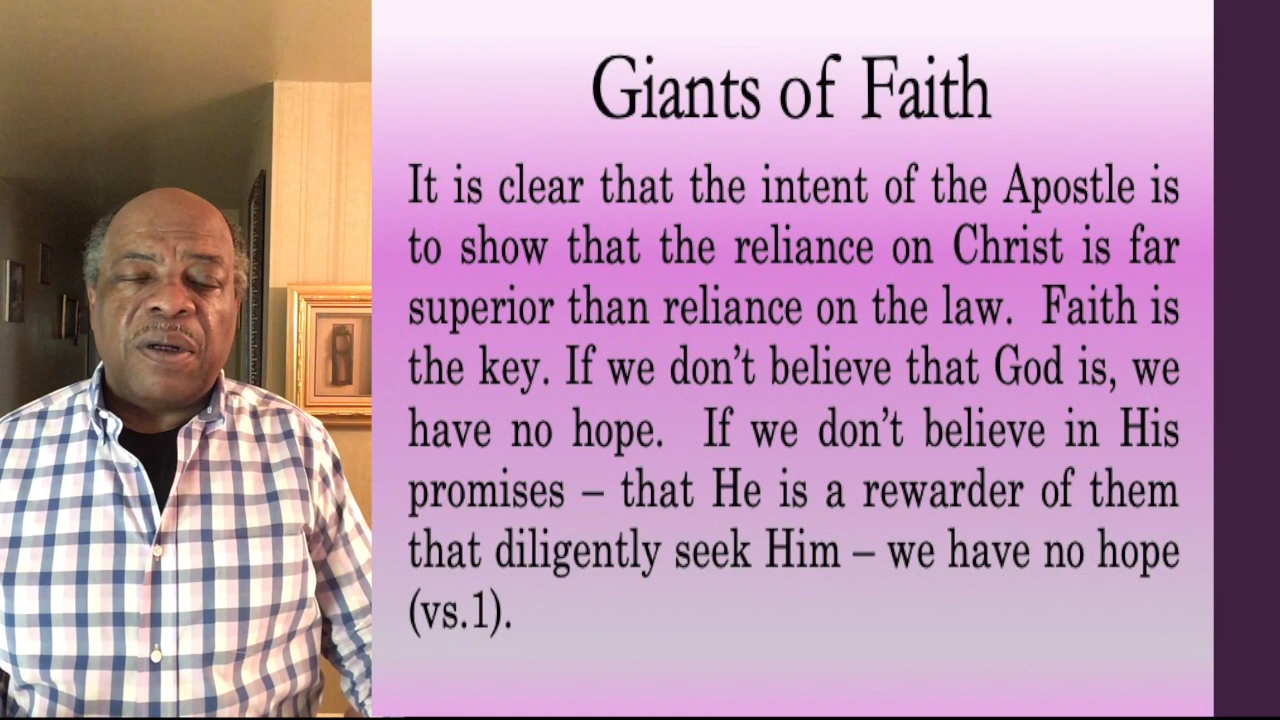 Giants of Faith
It is clear that the intent of the Apostle is
to show that the reliance on Christ is far
superior than reliance on the law.  Faith is
the key. If we don’t believe that God is, we
have no hope.  If we don’t believe in His
promises – that He is a rewarder of them
that diligently seek Him – we have no hope
(vs.1).